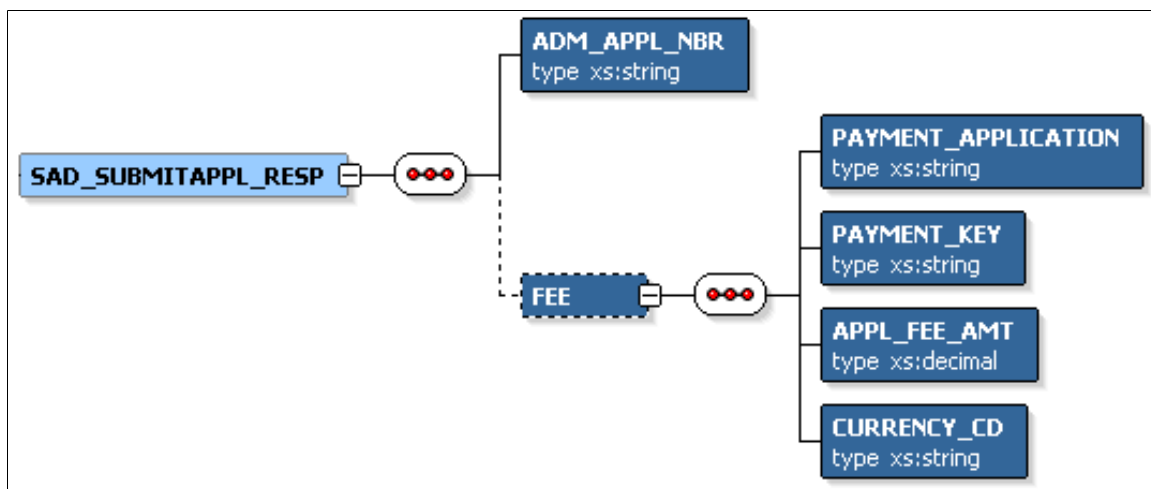 ADM_APPL_NBR
type xs:string
SAD_SUBMITAPPL_RESP
PAYMENT_APPLICATION
type xs:string
PAYMENT_KEY
type xs:string
FEE
APPL_FEE_AMT
type xs:decimal
CURRENCY_CD
type xs:string